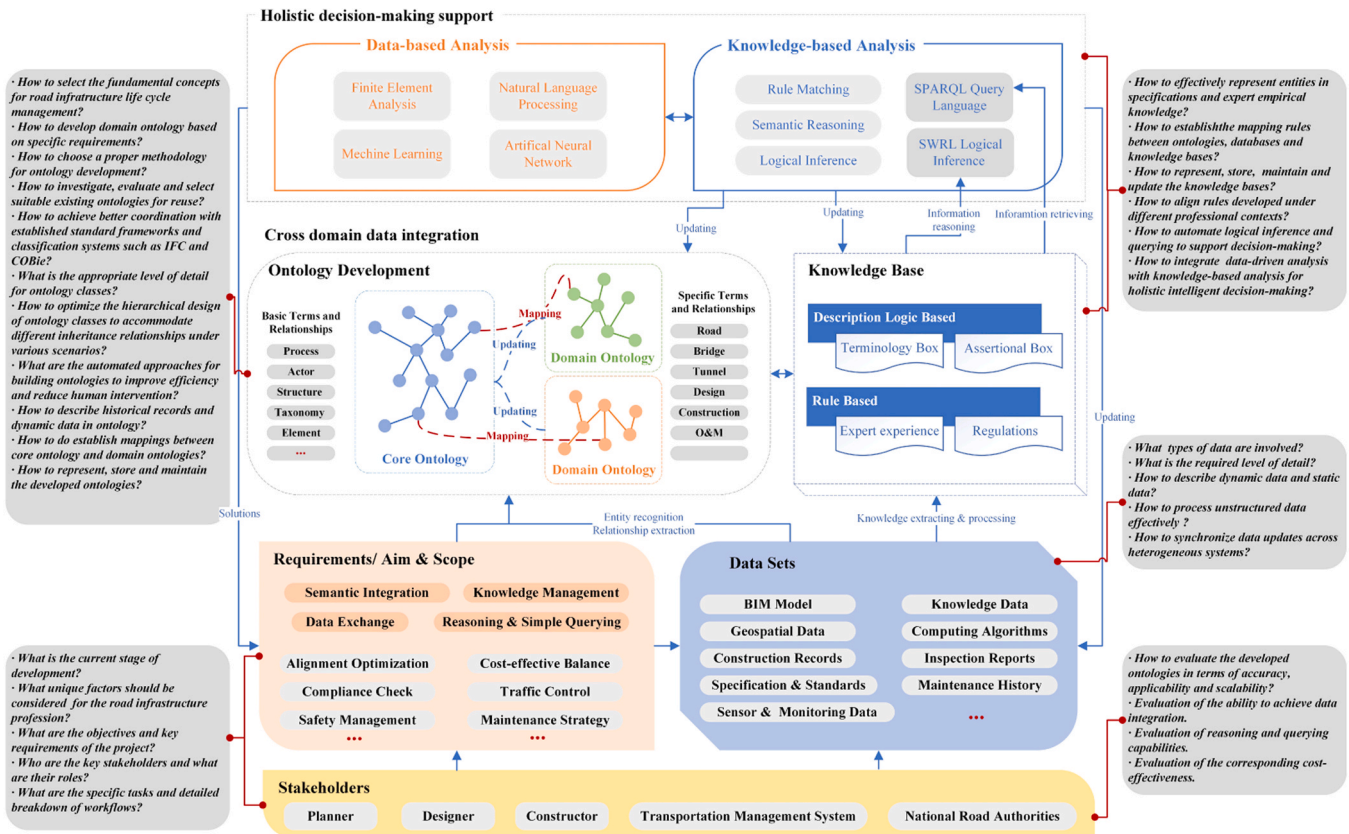 Holistic decision-making support
Data-based Analysis
Finite Element
Analysis
Natural Language
Processing
Mechine Learning
Artifical Neural
Network
Knowledge-based Analysis
Rule Matching
Semantic Reasoning
Logical Inference
SPARQL Query
Language
SWRL Logical
Inference
· How to select the fundamental concepts
for road infratructure life cycle
management?
· How to develop domain ontology based
on specific requirements?
· How to choose a proper methodology
for ontology development?
· How to investigate, evaluate and select
suitable existing ontologies for reuse?
· How to achieve better coordination with
established standard frameworks and
classification systems such as IFC and
COBie?
· What is the appropriate level of detail
for ontology classes?
· How to optimize the hierarchical design
of ontology classes to accommodate
different inheritance relationships under
various scenarios?
· What are the automated approaches for
building ontologies to improve efficiency
and reduce human intervention?
· How to describe historical records and
dynamic data in ontology?
· How to do establish mappings between
core ontology and domain ontologies?
· How to represent, store and maintain
the developed ontologies?
· How to effectively represent entities in
specifications and expert empirical
knowledge?
· How to establishthe mapping rules
between ontologies, databases and
knowledge bases?
· How to represent, store, maintain and
update the knowledge bases?
· How to align rules developed under
different professional contexts?
· How to automate logical inference and
querying to support decision-making?
· How to integrate data-driven analysis
with knowledge-based analysis for
holistic intelligent decision-making?
Updating
Updating
Information
reasoning
Inforamtion retrieving
Cross domain data integration
Ontology Development
Basic Terms and
Relationships
Process
Actor
Structure
Taxonomy
Element
...
Core Ontology
Mapping
Updating
Updating
Mapping
Domain Ontology
Domain Ontology
Specific Terms
and Relationships
Road
Bridge
Tunnel
Design
Construction
O&M
Knowledge Base
Description Logic Based
Terminology Box
Assertional Box
Rule Based
Expert experience
Regulations
Updating
Solutions
Entity recognition
Relationship extraction
Knowledge extracting & processing
· What types of data are involved?
· What is the required level of detail?
· How to describe dynamic data and static
data?
· How to process unstructured data
effectively ?
· How to synchronize data updates across
heterogeneous systems?
Requirements/ Aim & Scope
Semantic Integration
Knowledge Management
Data Exchange
Reasoning & Simple Querying
Alignment Optimization
Cost-effective Balance
Compliance Check
Traffic Control
Safety Management
Maintenance Strategy
...
...
Data Sets
BIM Model
Knowledge Data
Geospatial Data
Computing Algorithms
Construction Records
Inspection Reports
Specification & Standards
Maintenance History
Sensor & Monitoring Data
...
· What is the current stage of
development?
· What unique factors should be
considered for the road infrastructure
profession?
· What are the objectives and key
requirements of the project?
· Who are the key stakeholders and what
are their roles?
· What are the specific tasks and detailed
breakdown of workflows?
· How to evaluate the developed
ontologies in terms of accuracy,
applicability and scalability?
· Evaluation of the ability to achieve data
integration.
· Evaluation of reasoning and querying
capabilities.
· Evaluation of the corresponding cost-
effectiveness.
Stakeholders
Planner
Designer
Constructor
Transportation Management System
National Road Authorities